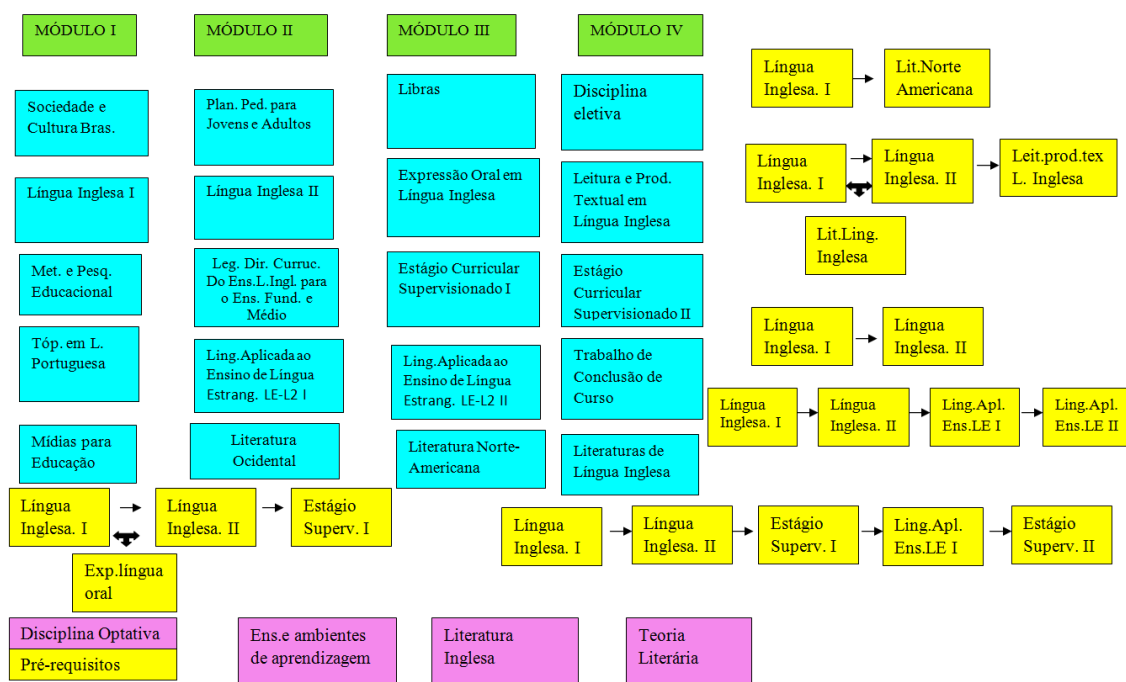 MÓDULO I
MÓDULO II
MÓDULO III
MÓDULO IV
Sociedade e
Cultura Bras.
Plan. Ped. para
Jovens e Adultos
Libras
Disciplina
eletiva
Língua Inglesa I
Língua Inglesa II
Expressão Oral em
Língua Inglesa
Leitura e Prod.
Textual em
Língua Inglesa
Met. e Pesq.
Educacional
Leg. Dir. Curruc.
Do Ens.L.Ingl. para
o Ens. Fund. e
Médio
Estágio Curricular
Supervisionado I
Estágio
Curricular
Supervisionado II
Tóp. em L.
Portuguesa
Ling.Aplicada ao
Ensino de Língua
Estrang. LE-L2 I
Ling.Aplicada ao
Ensino de Língua
Estrang. LE-L2 II
Trabalho de
Conclusão de
Curso
Mídias para
Educação
Literatura
Ocidental
Literatura Norte-
Americana
Literaturas de
Língua Inglesa
Língua
Inglesa. I
Lit.Norte
Americana
Língua
Inglesa. I
Língua
Inglesa. II
Leit.prod.tex
L. Inglesa
Lit.Ling.
Inglesa
Língua
Inglesa. I
Língua
Inglesa. II
Língua
Inglesa. I
Língua
Inglesa. II
Ling.Apl.
Ens.LE I
Ling.Apl.
Ens.LE II
Língua
Inglesa. I
Língua
Inglesa. II
Estágio
Superv. I
Exp.língua
oral
Língua
Inglesa. I
Língua
Inglesa. II
Estágio
Superv. I
Ling.Apl.
Ens.LE I
Estágio
Superv. II
Disciplina Optativa
Pré-requisitos
Ens.e ambientes
de aprendizagem
Literatura
Inglesa
Teoria
Literária